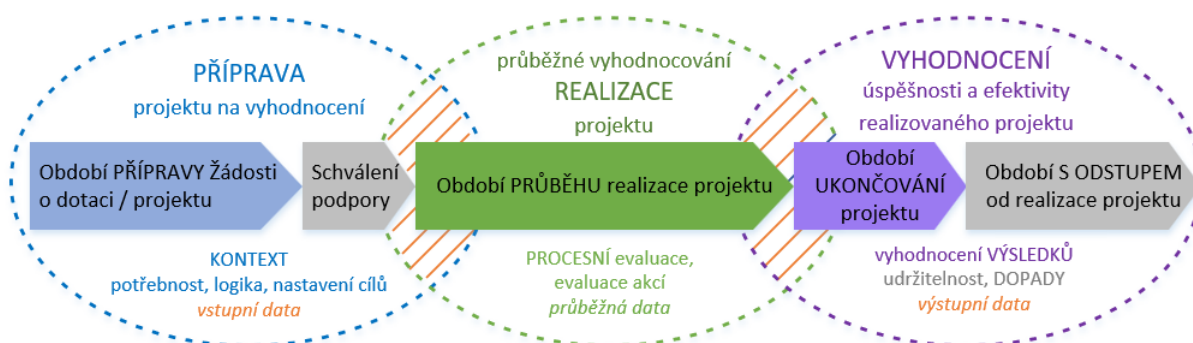 PŘÍPRAVA
projektu na vyhodnocení
průběžné vyhodnocování
REALIZACE
projektu
VYHODNOCENÍ
úspěšnosti a efektivity
realizovaného projektu
Období PŘÍPRAVY Žádosti
o dotaci / projektu
Schválení
podpory
Období PRŮBĚHU realizace projektu
Období
UKONČOVÁNÍ
projektu
Období S ODSTUPEM
od realizace projektu
KONTEXT
potřebnost, logika, nastavení cílů
vstupní data
PROCESNÍ evaluace,
evaluace akcí
průběžná data
vyhodnocení VÝSLEDKŮ
udržitelnost, DOPADY
výstupní data